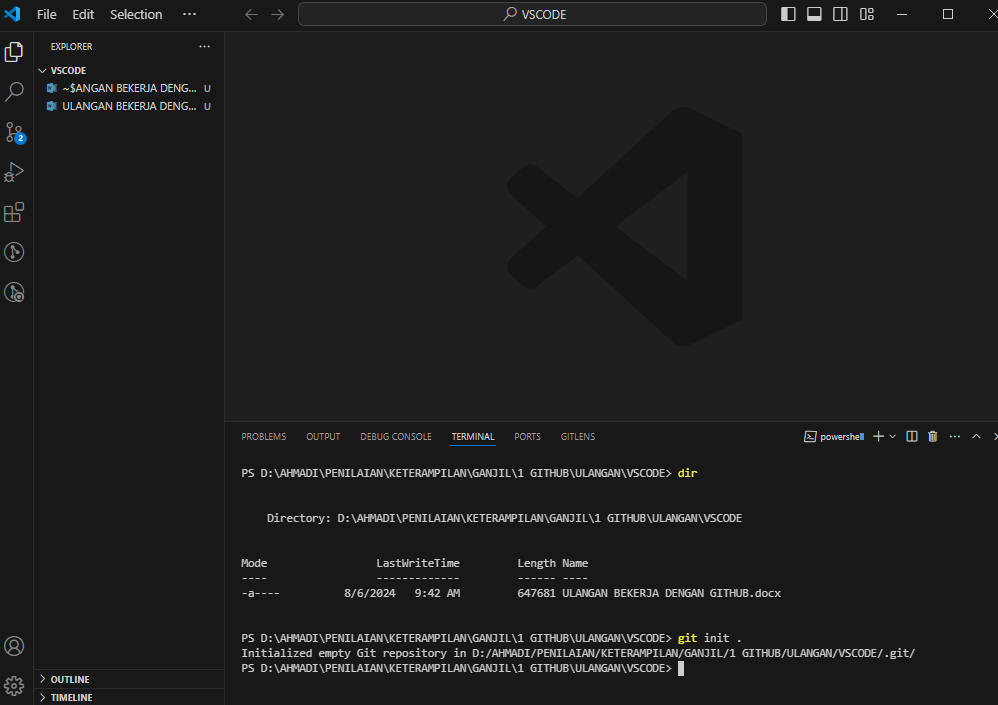 File Edit Selection ···
VSCODE
EXPLORER ···
VSCODE
~$ANGAN BEKERJA DENG... U
ULANGAN BEKERJA DENG... U
2
OUTLINE
TIMELINE
PROBLEMS OUTPUT DEBUG CONSOLE TERMINAL PORTS GITLENS
powershell
PS D:\AHMADI\PENILAIAN\KETERAMPILAN\GANJIL\1 GITHUB\ULANGAN\VSCODE> dir
Directory: D:\AHMADI\PENILAIAN\KETERAMPILAN\GANJIL\1 GITHUB\ULANGAN\VSCODE
Mode LastWriteTime Length Name
---- ------------- ------ ----
-a---- 8/6/2024 9:42 AM 647681 ULANGAN BEKERJA DENGAN GITHUB.docx
PS D:\AHMADI\PENILAIAN\KETERAMPILAN\GANJIL\1 GITHUB\ULANGAN\VSCODE> git init .
Initialized empty Git repository in D:/AHMADI/PENILAIAN/KETERAMPILAN/GANJIL/1 GITHUB/ULANGAN/VSCODE/.git/
PS D:\AHMADI\PENILAIAN\KETERAMPILAN\GANJIL\1 GITHUB\ULANGAN\VSCODE>